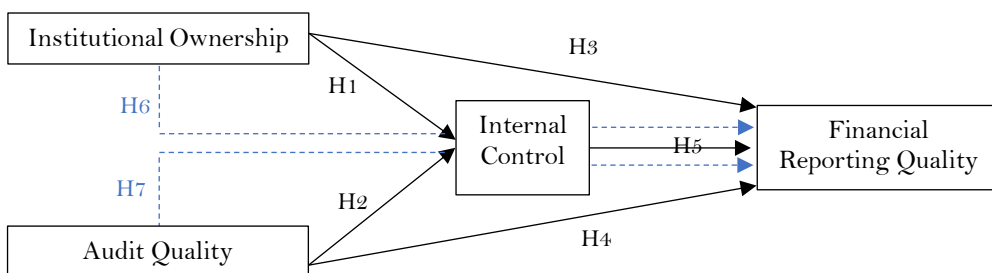 Institutional Ownership
H3
H1
H6
Internal
Control
Financial
Reporting Quality
H5
H7
H2
Audit Quality
H4